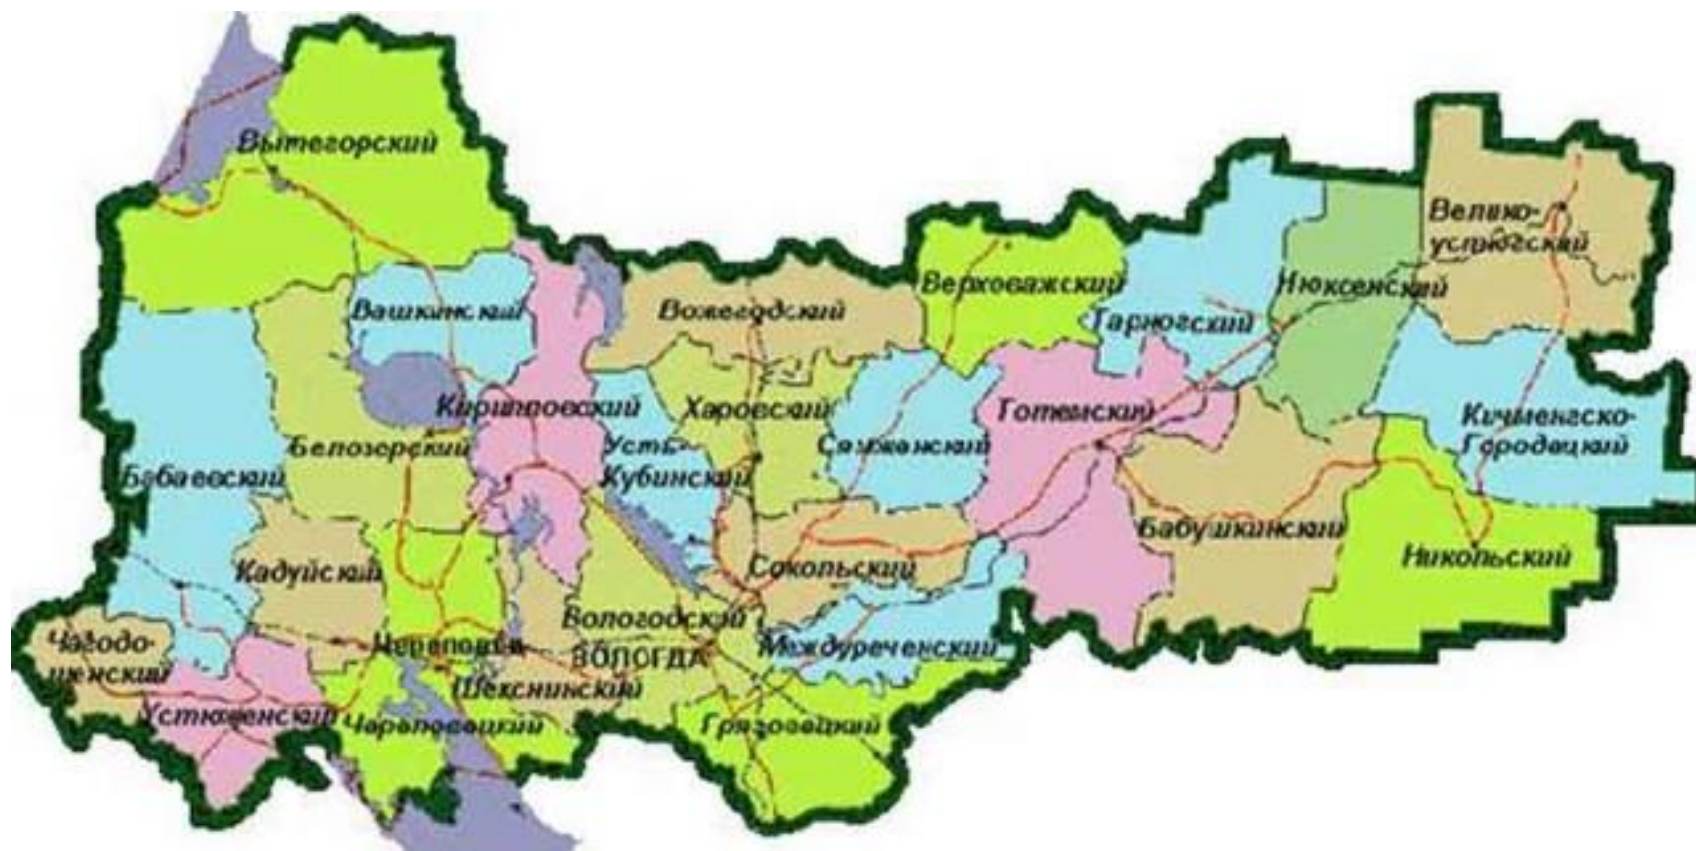 Вытегорский
Вашкинский
Вожегодский
Верховажский
Тарногский
Нюксенский
Велико-
устюгский
Кирилловский
Белозерский
Бабаевский
Усть-
Кубинский
Харовский
Сямженский
Тотемский
Кичменгско-
Городецкий
Бабушкинский
Никольский
Кадуйский
Сокольский
Вологодский
ВОЛОГДА
Междуреченский
Чагодо-
щенский
Череповец
Шекснинский
Устюженский
Череповецкий
Грязовецкий